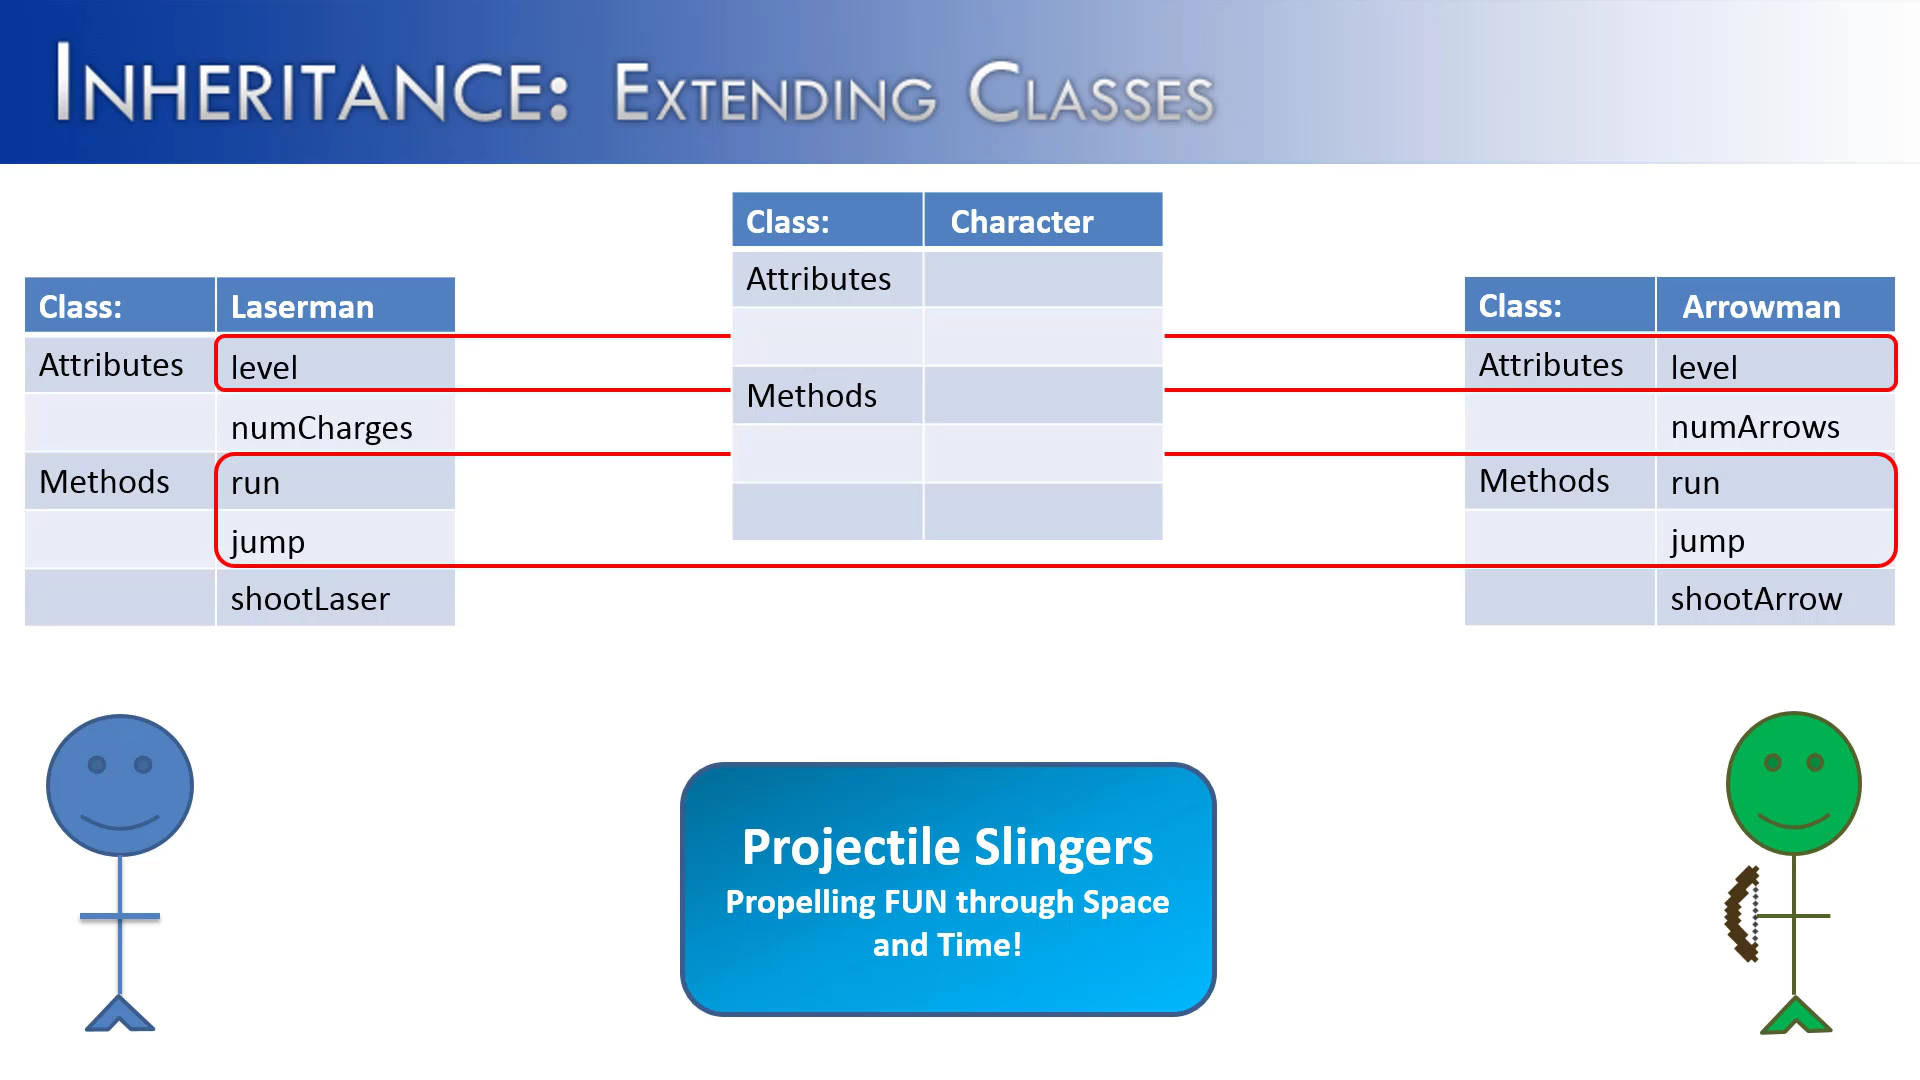 Inheritance: Extending Classes
Class: Character
Attributes
Methods
Class: Laserman
Attributes level
numCharges
Methods run
jump
shootLaser
Class: Arrowman
Attributes level
numArrows
Methods run
jump
shootArrow
Projectile Slingers
Propelling FUN through Space
and Time!